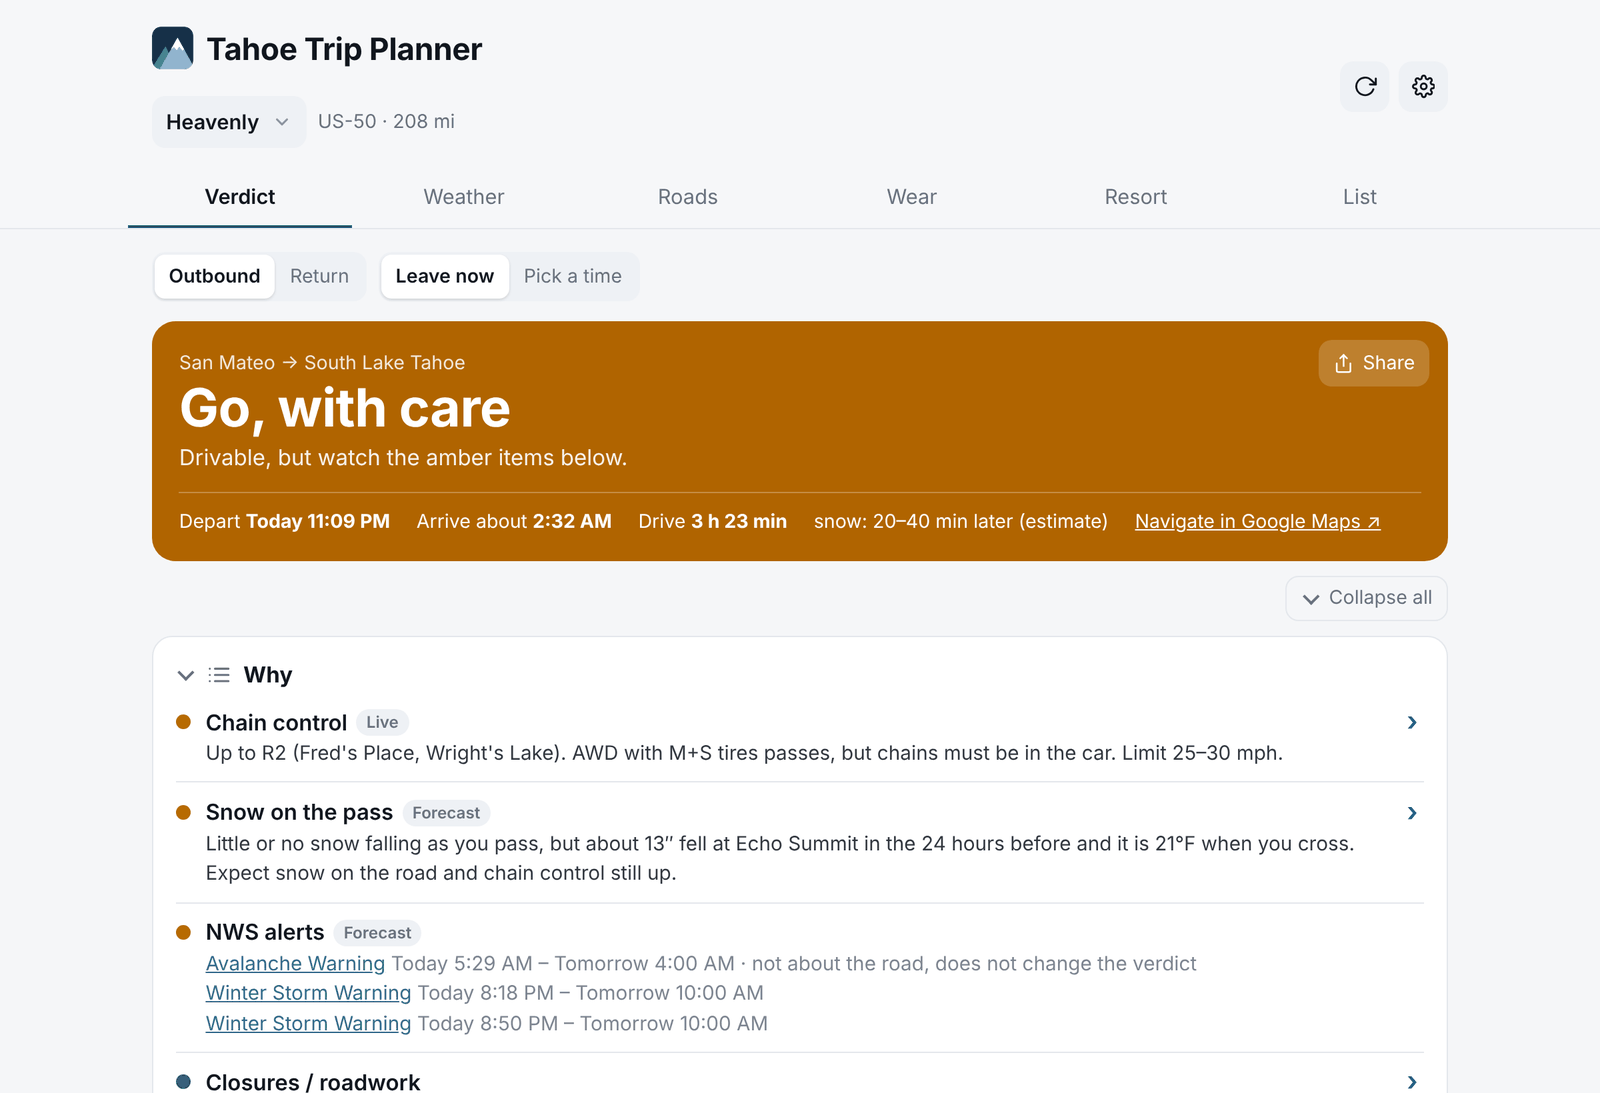 Tahoe Trip Planner
Heavenly
US-50 · 208 mi
Verdict
Weather
Roads
Wear
Resort
List
Outbound
Return
Leave now
Pick a time
San Mateo → South Lake Tahoe
Share
Go, with care
Drivable, but watch the amber items below.
Depart Today 11:09 PM
Arrive about 2:32 AM
Drive 3 h 23 min
snow: 20–40 min later (estimate)
Navigate in Google Maps ↗
Collapse all
Why
Chain control Live
Up to R2 (Fred's Place, Wright's Lake). AWD with M+S tires passes, but chains must be in the car. Limit 25–30 mph.
Snow on the pass Forecast
Little or no snow falling as you pass, but about 13″ fell at Echo Summit in the 24 hours before and it is 21°F when you cross.
Expect snow on the road and chain control still up.
NWS alerts Forecast
Avalanche Warning Today 5:29 AM – Tomorrow 4:00 AM · not about the road, does not change the verdict
Winter Storm Warning Today 8:18 PM – Tomorrow 10:00 AM
Winter Storm Warning Today 8:50 PM – Tomorrow 10:00 AM
Closures / roadwork